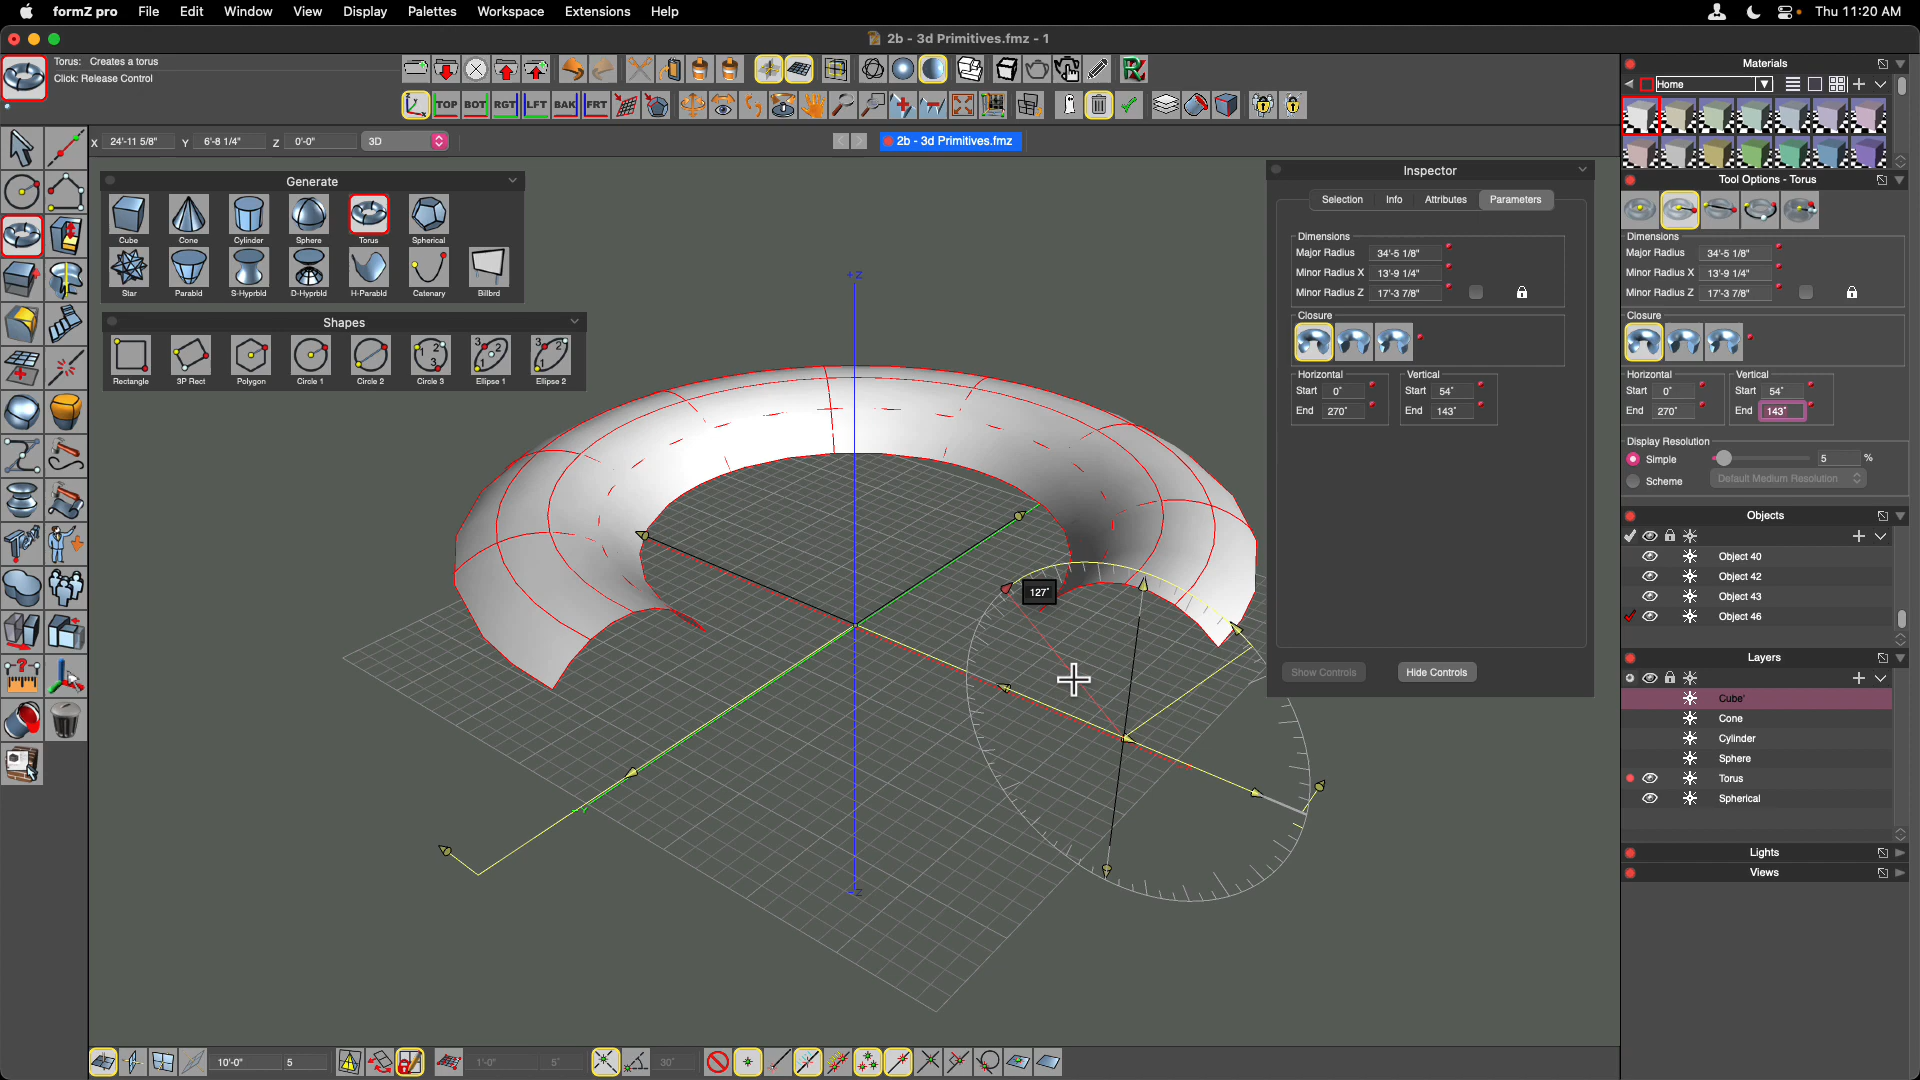 formZ pro File Edit Window View Display Palettes Workspace Extensions Help Thu 11:20 AM
2b - 3d Primitives.fmz - 1
Torus: Creates a torus
Click: Release Control
TOP BOT RGT LFT BAK FRT
X 24'-11 5/8" Y 6'-8 1/4" Z 0'-0" 3D
2b - 3d Primitives.fmz
Generate
Cube Cone Cylinder Sphere Torus Spherical
Star Parabld S-Hyprbld D-Hyprbld H-Parabld Catenary Billbrd
Shapes
Rectangle 3P Rect Polygon Circle 1 Circle 2 Circle 3 Ellipse 1 Ellipse 2
+Z
127°
-Z
Inspector
Selection Info Attributes Parameters
Dimensions
Major Radius 34'-5 1/8"
Minor Radius X 13'-9 1/4"
Minor Radius Z 17'-3 7/8"
Closure
Horizontal Vertical
Start 0° Start 54°
End 270° End 143°
Show Controls Hide Controls
Materials
Home
Tool Options - Torus
Dimensions
Major Radius 34'-5 1/8"
Minor Radius X 13'-9 1/4"
Minor Radius Z 17'-3 7/8"
Closure
Horizontal Vertical
Start 0° Start 54°
End 270° End 143°
Display Resolution
Simple 5 %
Scheme Default Medium Resolution
Objects
Object 40
Object 42
Object 43
Object 46
Layers
Cube'
Cone
Cylinder
Sphere
Torus
Spherical
Lights
Views
10'-0" 5 1'-0" 5° 30°